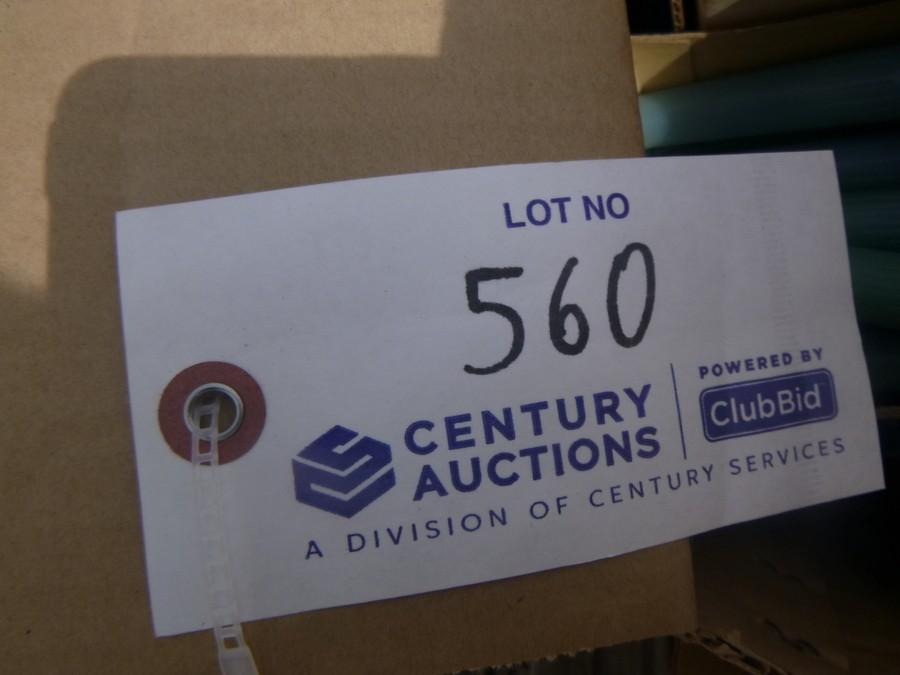 LOT NO
560
CENTURY
AUCTIONS
POWERED BY
ClubBid
A DIVISION OF CENTURY SERVICES